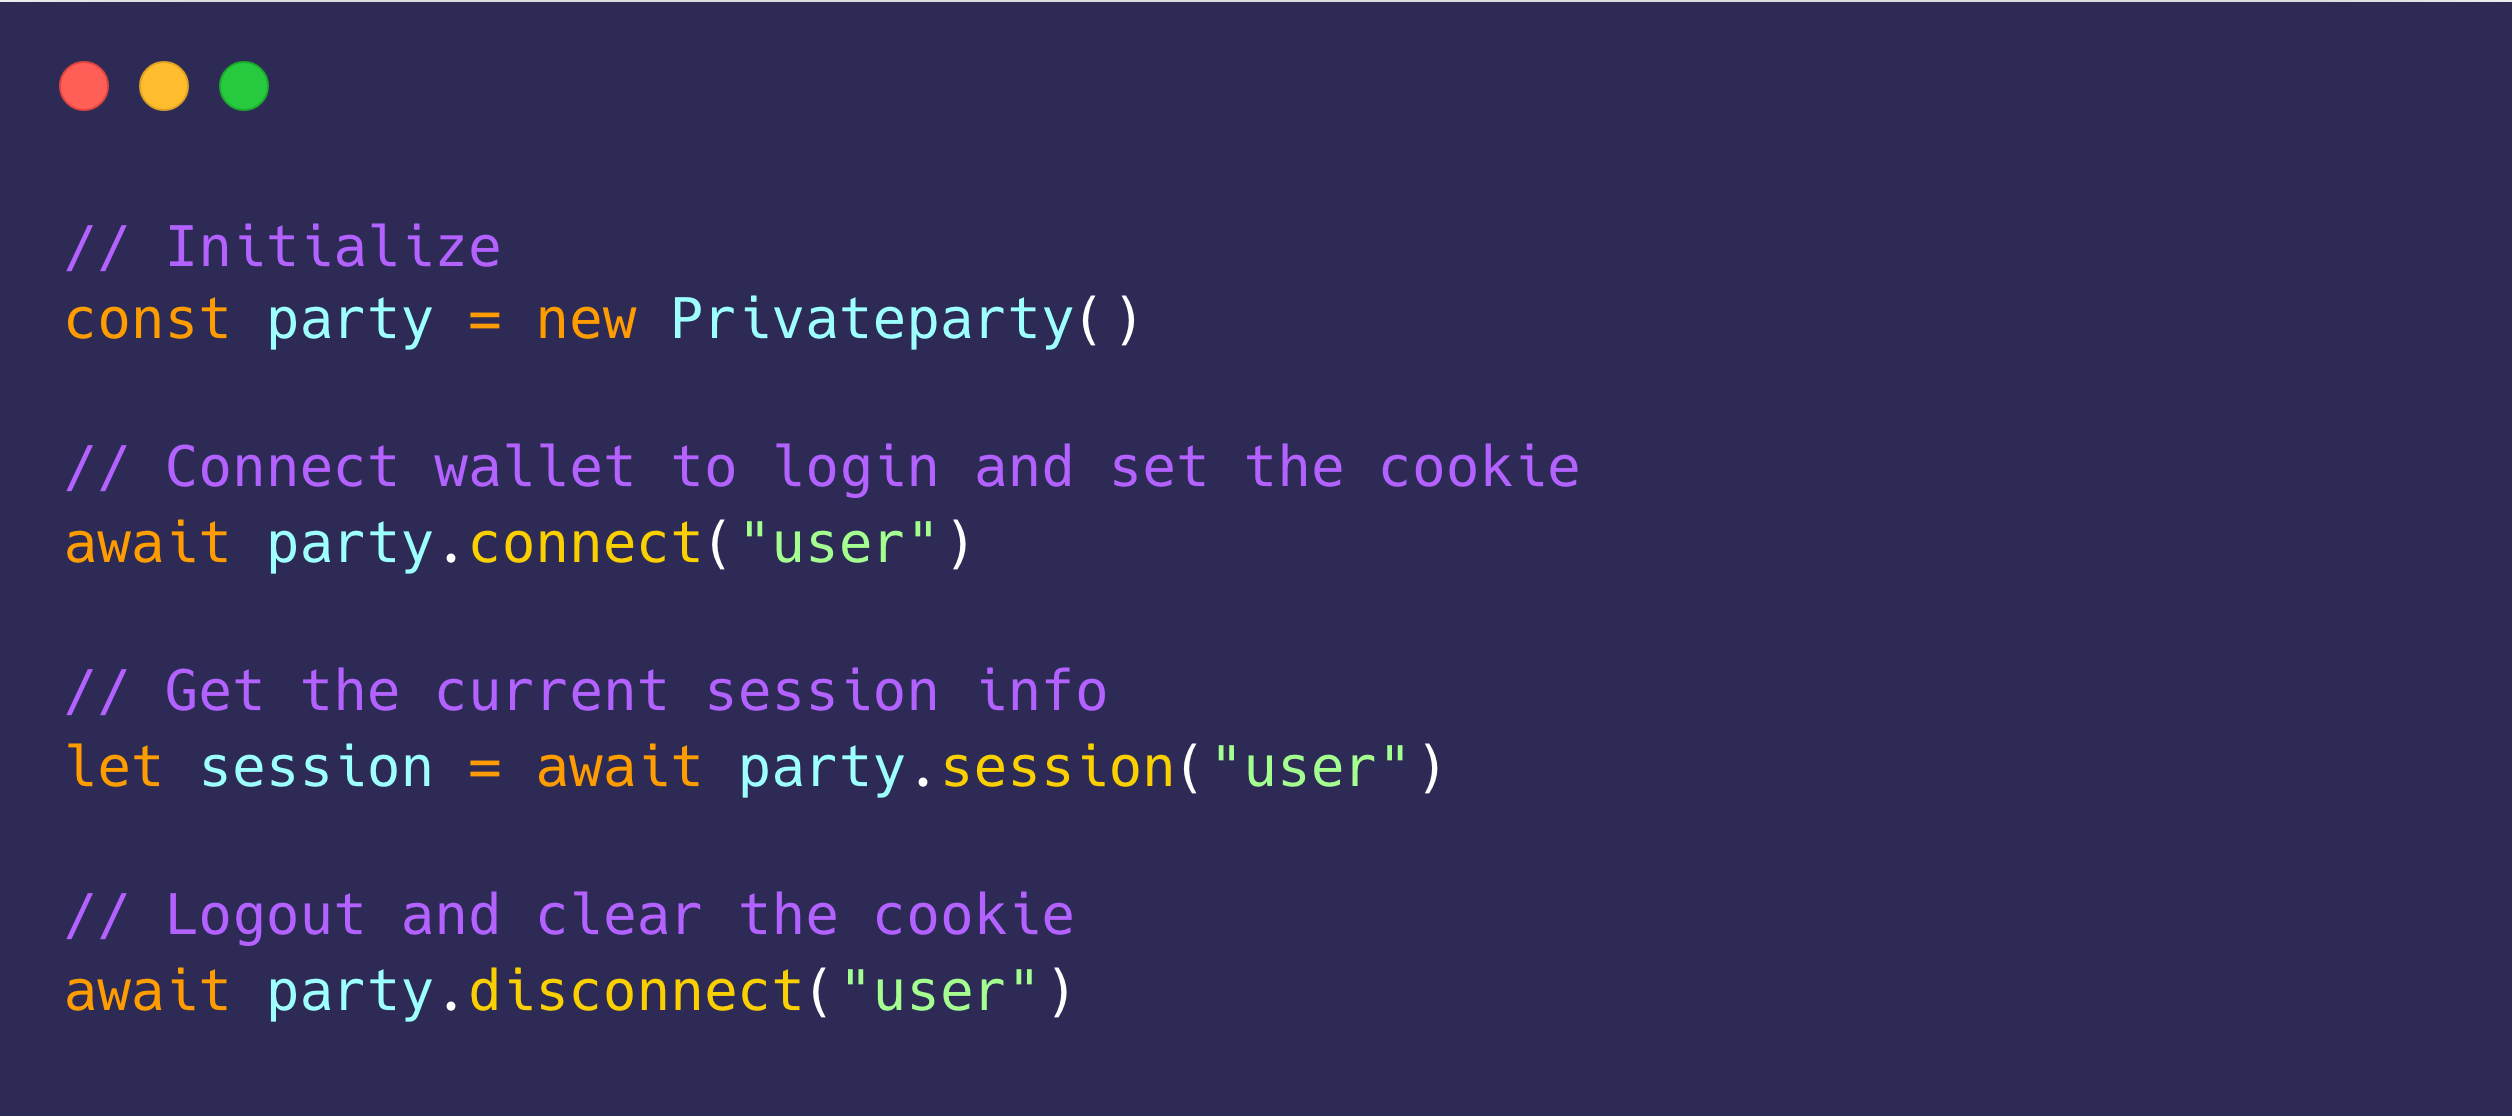 // Initialize
const party = new Privateparty()
// Connect wallet to login and set the cookie
await party.connect("user")
// Get the current session info
let session = await party.session("user")
// Logout and clear the cookie
await party.disconnect("user")